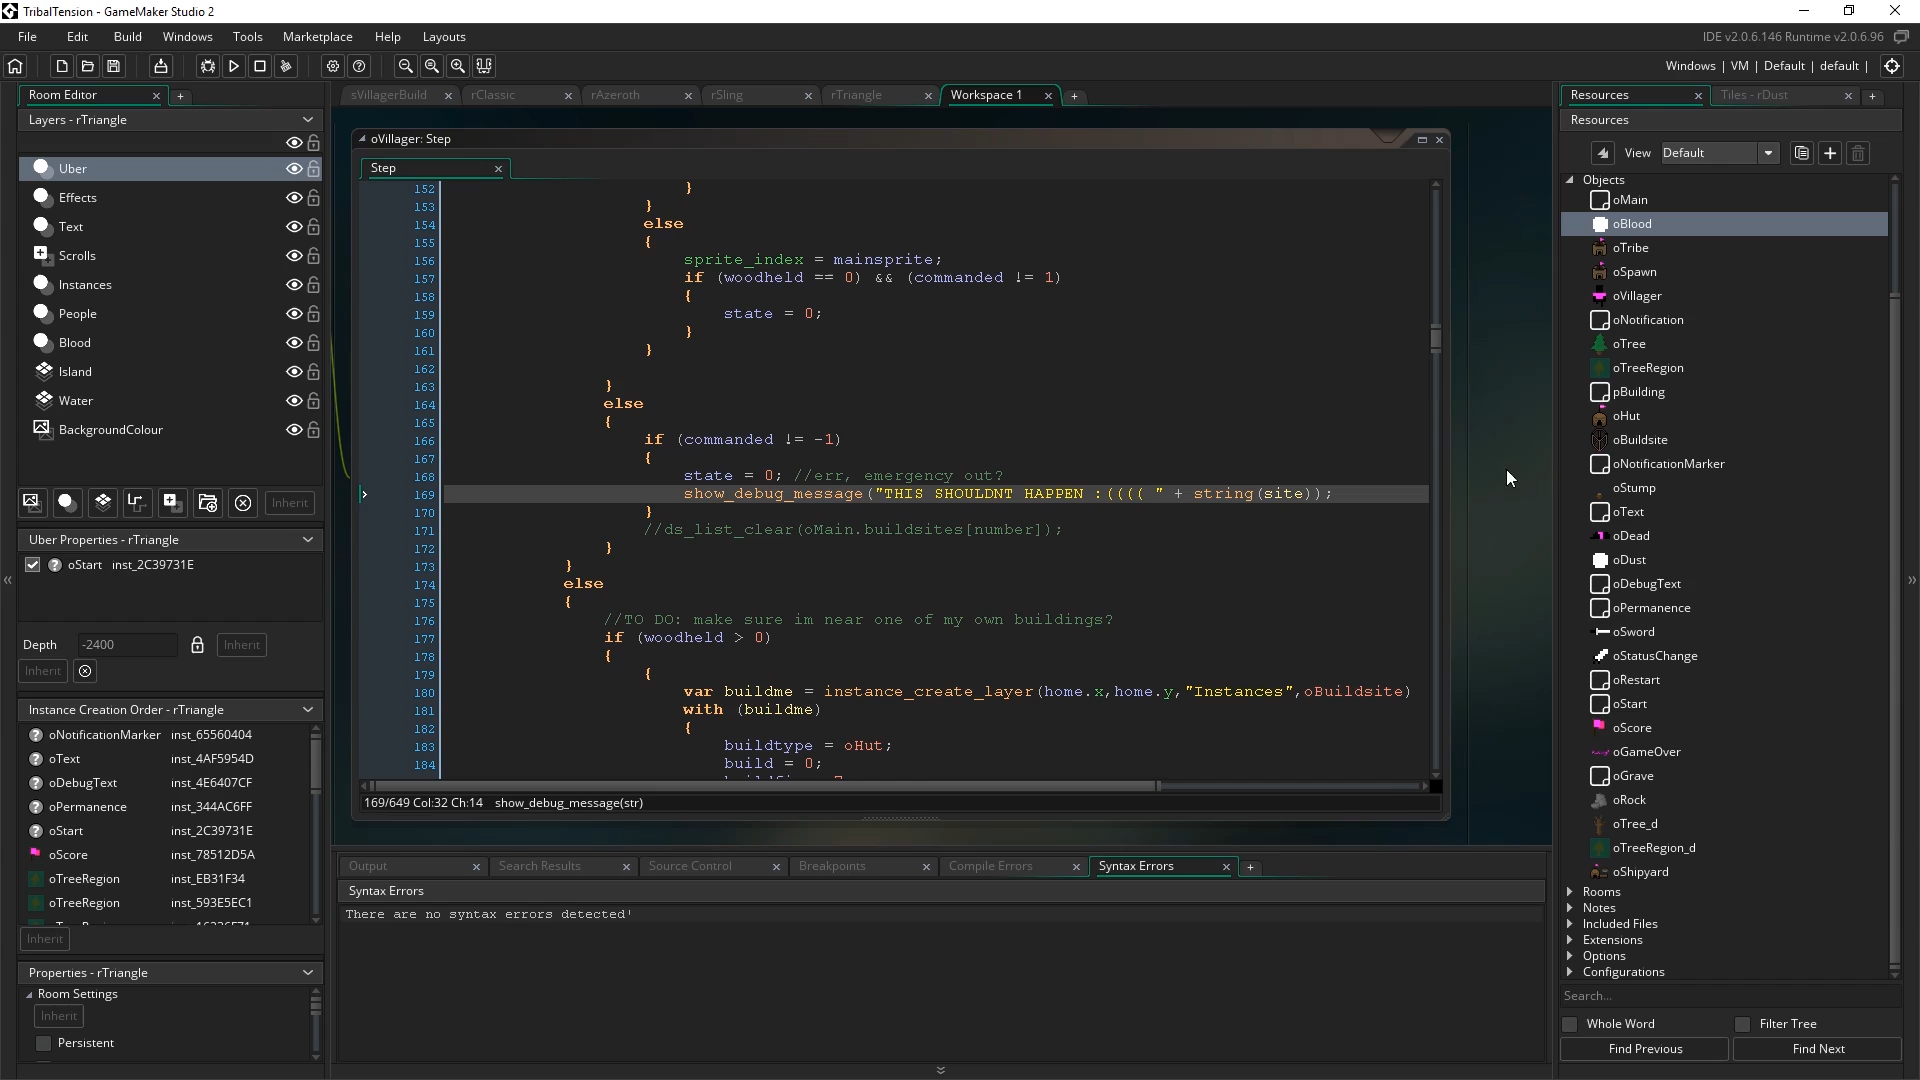 TribalTension - GameMaker Studio 2
File Edit Build Windows Tools Marketplace Help Layouts
IDE v2.0.6.146 Runtime v2.0.6.96
Windows | VM | Default | default |
Room Editor
Layers - rTriangle
Uber
Effects
Text
Scrolls
Instances
People
Blood
Island
Water
BackgroundColour
Inherit
Uber Properties - rTriangle
oStart inst_2C39731E
Depth -2400 Inherit
Inherit
Instance Creation Order - rTriangle
oNotificationMarker inst_65560404
oText inst_4AF5954D
oDebugText inst_4E6407CF
oPermanence inst_344AC6FF
oStart inst_2C39731E
oScore inst_78512D5A
oTreeRegion inst_EB31F34
oTreeRegion inst_593E5EC1
Inherit
Properties - rTriangle
Room Settings
Inherit
Persistent
sVillagerBuild rClassic rAzeroth rSling rTriangle Workspace 1
oVillager: Step
Step
152 }
153 }
154 else
155 {
156 sprite_index = mainsprite;
157 if (woodheld == 0) && (commanded != 1)
158 {
159 state = 0;
160 }
161 }
162
163 }
164 else
165 {
166 if (commanded != -1)
167 {
168 state = 0; //err, emergency out?
169 show_debug_message("THIS SHOULDNT HAPPEN :(((( " + string(site));
170 }
171 //ds_list_clear(oMain.buildsites[number]);
172 }
173 }
174 else
175 {
176 //TO DO: make sure im near one of my own buildings?
177 if (woodheld > 0)
178 {
179 {
180 var buildme = instance_create_layer(home.x,home.y,"Instances",oBuildsite)
181 with (buildme)
182 {
183 buildtype = oHut;
184 build = 0;
169/649 Col:32 Ch:14 show_debug_message(str)
Output Search Results Source Control Breakpoints Compile Errors Syntax Errors
Syntax Errors
There are no syntax errors detected'
Resources Tiles - rDust
Resources
View Default
Objects
oMain
oBlood
oTribe
oSpawn
oVillager
oNotification
oTree
oTreeRegion
pBuilding
oHut
oBuildsite
oNotificationMarker
oStump
oText
oDead
oDust
oDebugText
oPermanence
oSword
oStatusChange
oRestart
oStart
oScore
oGameOver
oGrave
oRock
oTree_d
oTreeRegion_d
oShipyard
Rooms
Notes
Included Files
Extensions
Options
Configurations
Search...
Whole Word Filter Tree
Find Previous Find Next